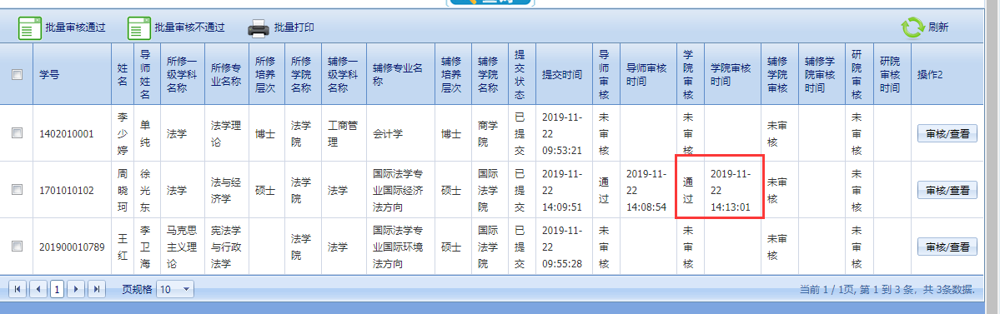 批量审核通过 批量审核不通过 批量打印 刷新
学号 姓名 导师姓名 所修一级学科名称 所修专业名称 所修培养层次 所修学院名称 辅修一级学科名称 辅修专业名称 辅修培养层次 辅修学院名称 提交状态 提交时间 导师审核 导师审核时间 学院审核 学院审核时间 辅修学院审核 辅修学院审核时间 研院审核 研院审核时间 操作2
1402010001 李少婷 单纯 法学 法学理论 博士 法学院 工商管理 会计学 博士 商学院 已提交 2019-11-22 09:53:21 未审核 未审核 未审核 未审核 审核/查看
1701010102 周晓珂 徐光东 法学 法与经济学 硕士 法学院 法学 国际法学专业国际经济法方向 硕士 国际法学院 已提交 2019-11-22 14:09:51 通过 2019-11-22 14:08:54 通过 2019-11-22 14:13:01 未审核 未审核 审核/查看
201900010789 王红 李卫海 马克思主义理论 宪法学与行政法学 法学院 法学 国际法学专业国际环境法方向 硕士 国际法学院 已提交 2019-11-22 09:55:28 未审核 未审核 未审核 未审核 审核/查看
1 页规格 10 当前 1 / 1页, 第 1 到 3 条, 共 3条数据.